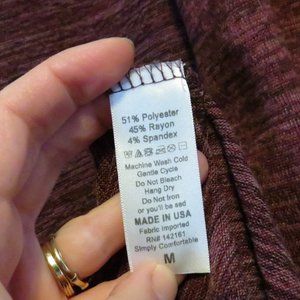 51% Polyester
45% Rayon
4% Spandex
Machine Wash Cold
Gentle Cycle
Do Not Bleach
Hang Dry
Do Not Iron
or you'll be sad
MADE IN USA
Fabric Imported
RN# 142161
Simply Comfortable
M